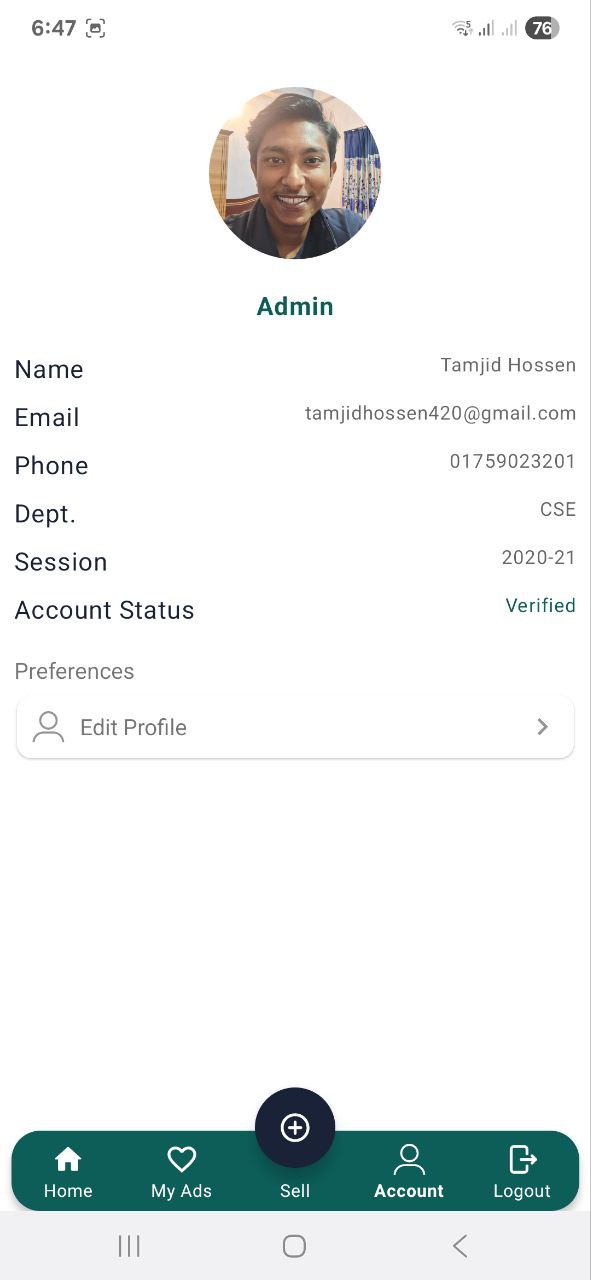 6:47
76
Admin
Name Tamjid Hossen
Email tamjidhossen420@gmail.com
Phone 01759023201
Dept. CSE
Session 2020-21
Account Status Verified
Preferences
Edit Profile
Home My Ads Sell Account Logout